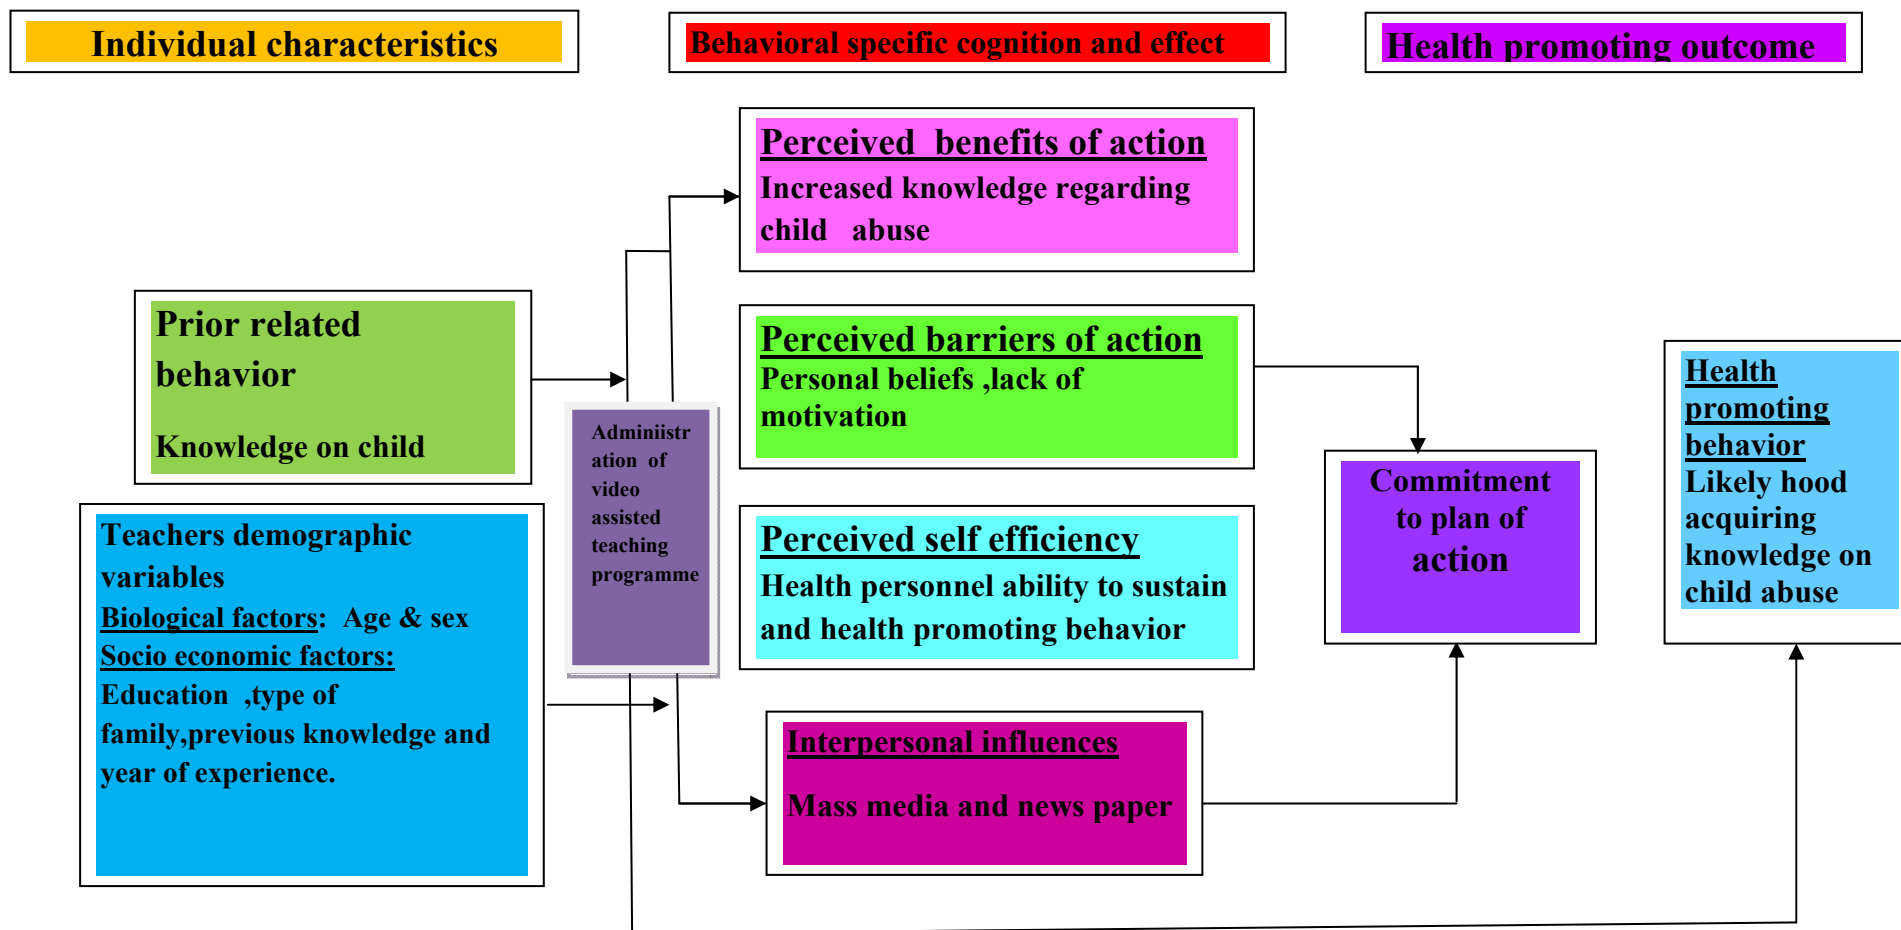 Individual characteristics
Behavioral specific cognition and effect
Health promoting outcome
Perceived  benefits of action
Increased knowledge regarding
child   abuse
Prior related
behavior
Knowledge on child
Perceived barriers of action
Personal beliefs ,lack of
motivation
Health
promoting
behavior
Likely hood
acquiring
knowledge on
child abuse
Adminiistr
ation  of
video
assisted
teaching
programme
Commitment
to plan of
action
Teachers demographic
variables
Biological factors:  Age & sex
Socio economic factors:
Education  ,type of
family,previous knowledge and
year of experience.
Perceived self efficiency
Health personnel ability to sustain
and health promoting behavior
Interpersonal influences
Mass media and news paper